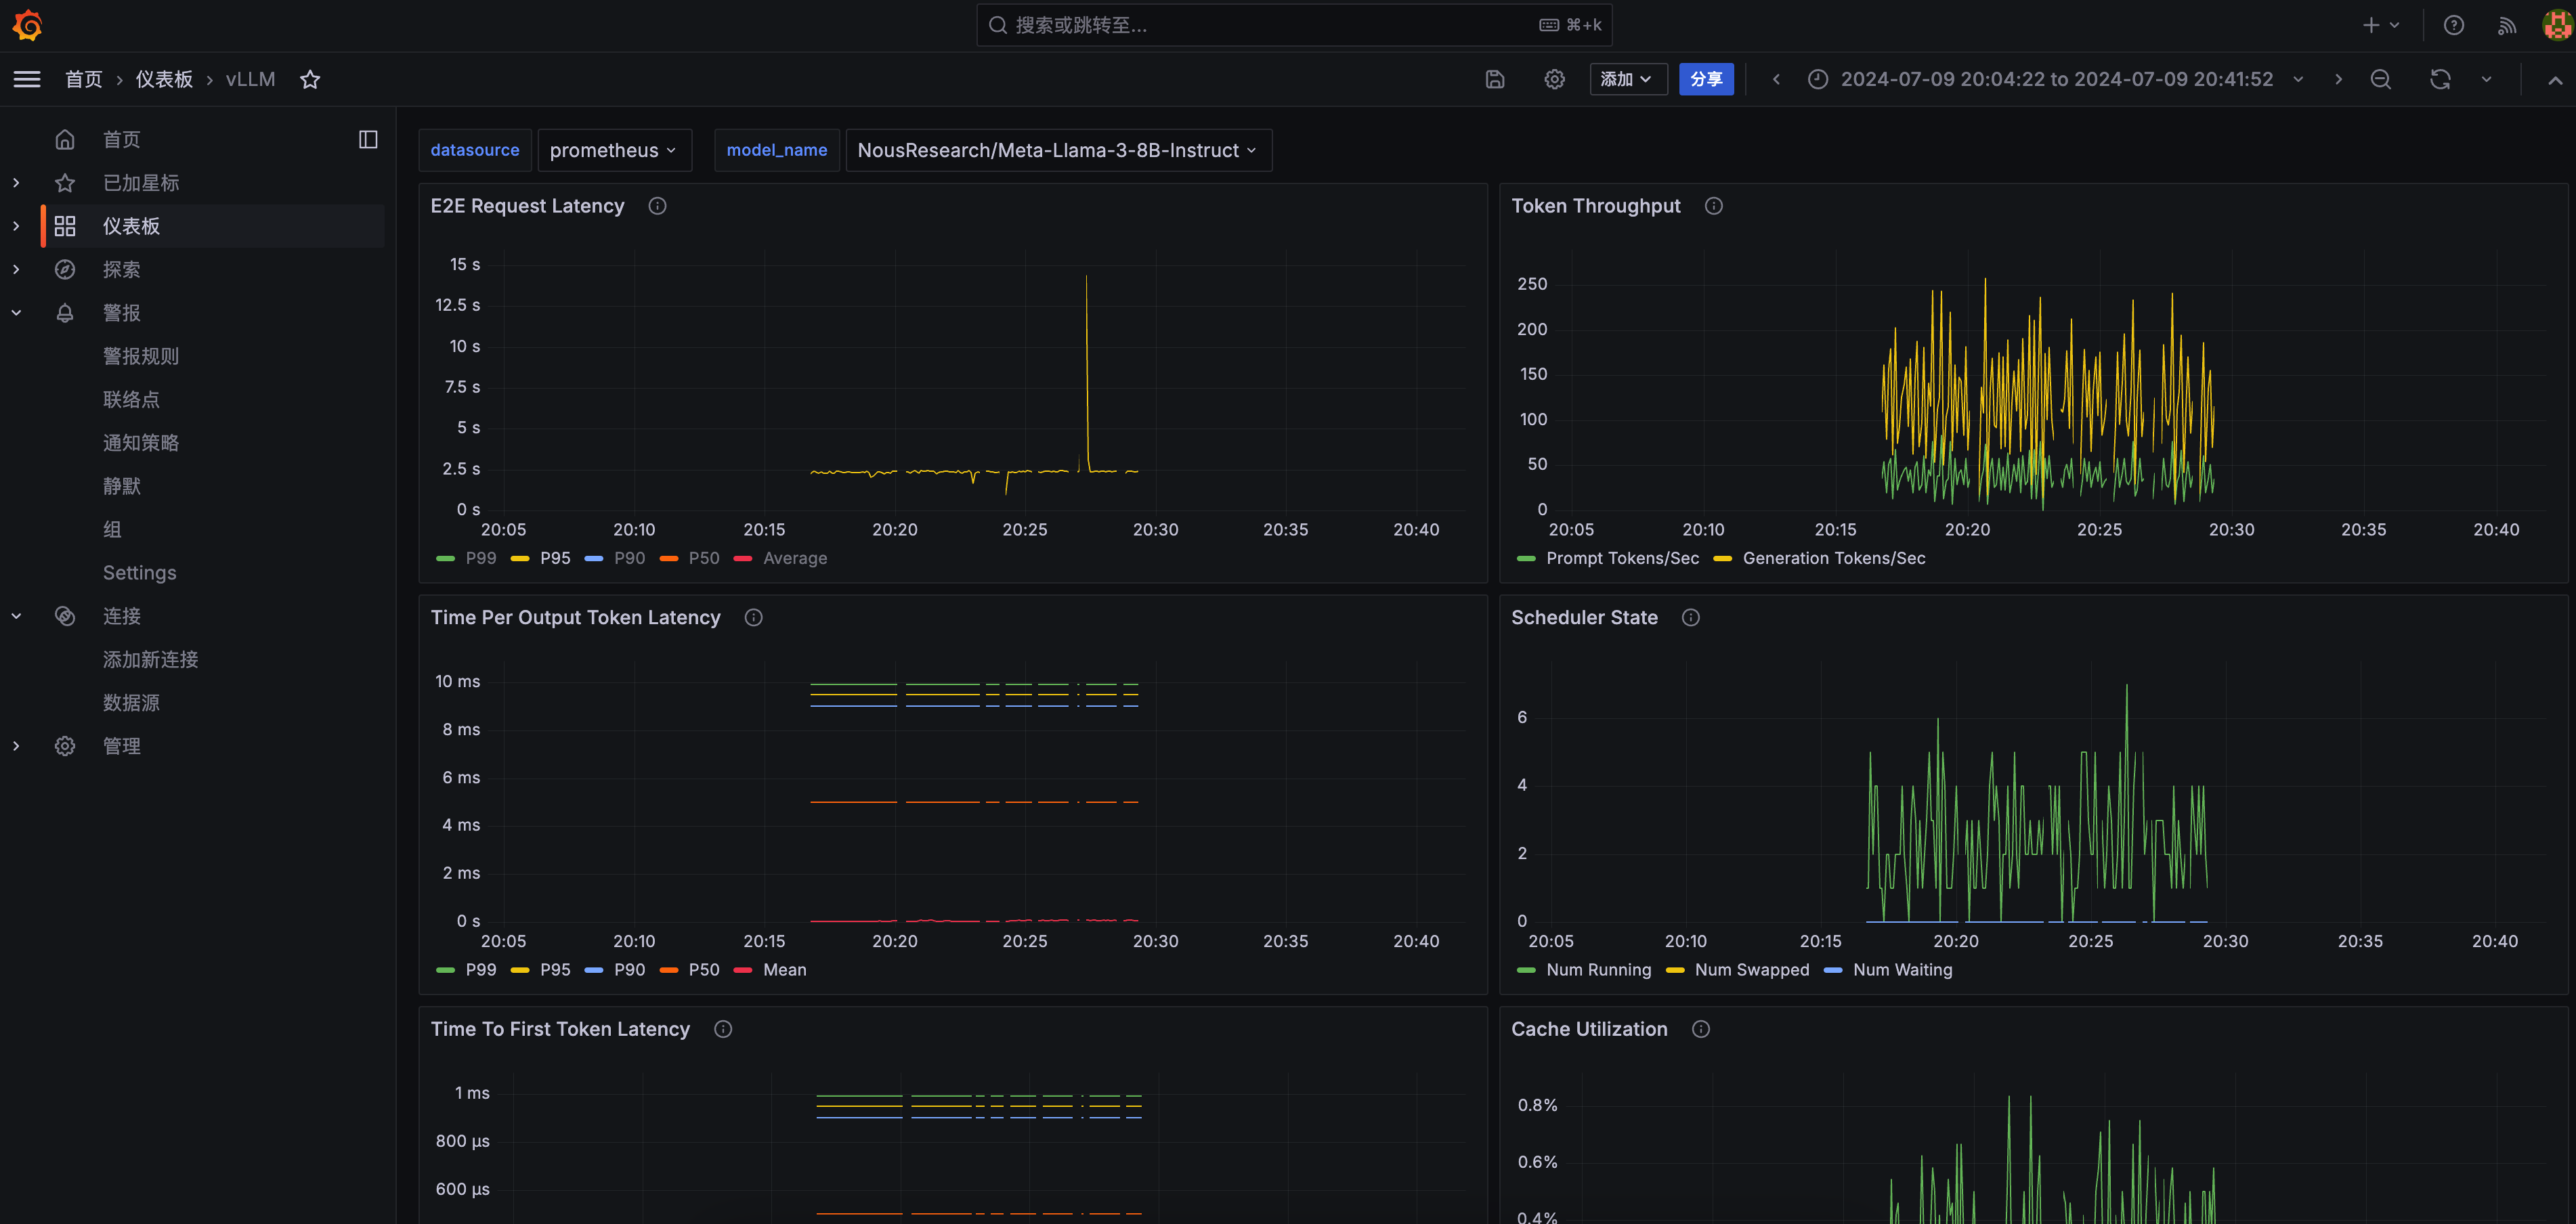 搜索或跳转至...
⌘+k
首页 › 仪表板 › vLLM
添加
分享
2024-07-09 20:04:22 to 2024-07-09 20:41:52
首页
已加星标
仪表板
探索
警报
警报规则
联络点
通知策略
静默
组
Settings
连接
添加新连接
数据源
管理
datasource prometheus model_name NousResearch/Meta-Llama-3-8B-Instruct
E2E Request Latency
15 s
12.5 s
10 s
7.5 s
5 s
2.5 s
0 s
20:05 20:10 20:15 20:20 20:25 20:30 20:35 20:40
P99 P95 P90 P50 Average
Token Throughput
250
200
150
100
50
0
20:05 20:10 20:15 20:20 20:25 20:30 20:35 20:40
Prompt Tokens/Sec Generation Tokens/Sec
Time Per Output Token Latency
10 ms
8 ms
6 ms
4 ms
2 ms
0 s
20:05 20:10 20:15 20:20 20:25 20:30 20:35 20:40
P99 P95 P90 P50 Mean
Scheduler State
6
4
2
0
20:05 20:10 20:15 20:20 20:25 20:30 20:35 20:40
Num Running Num Swapped Num Waiting
Time To First Token Latency
1 ms
800 µs
600 µs
Cache Utilization
0.8%
0.6%
0.4%